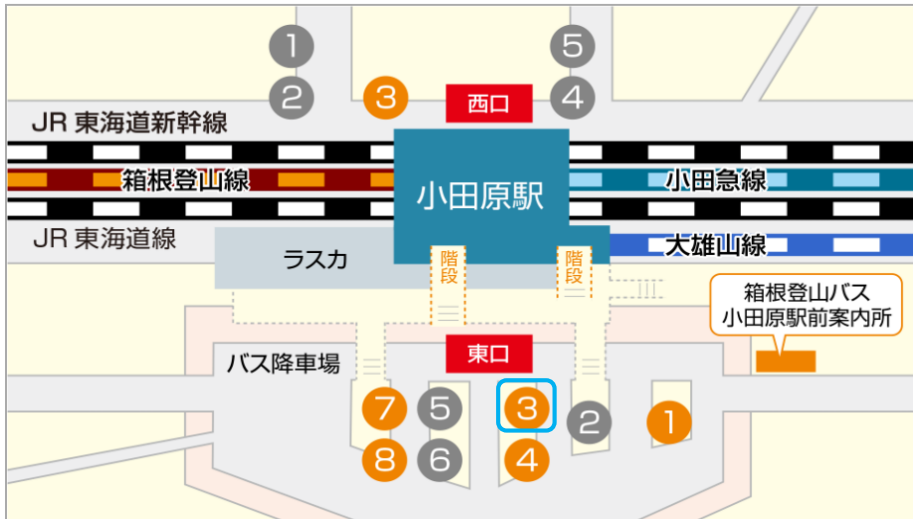 1
5
2
3
西口
4
JR 東海道新幹線
箱根登山線
小田原駅
小田急線
JR 東海道線
ラスカ
階段
階段
大雄山線
箱根登山バス
小田原駅前案内所
バス降車場
東口
7
5
3
2
1
8
6
4